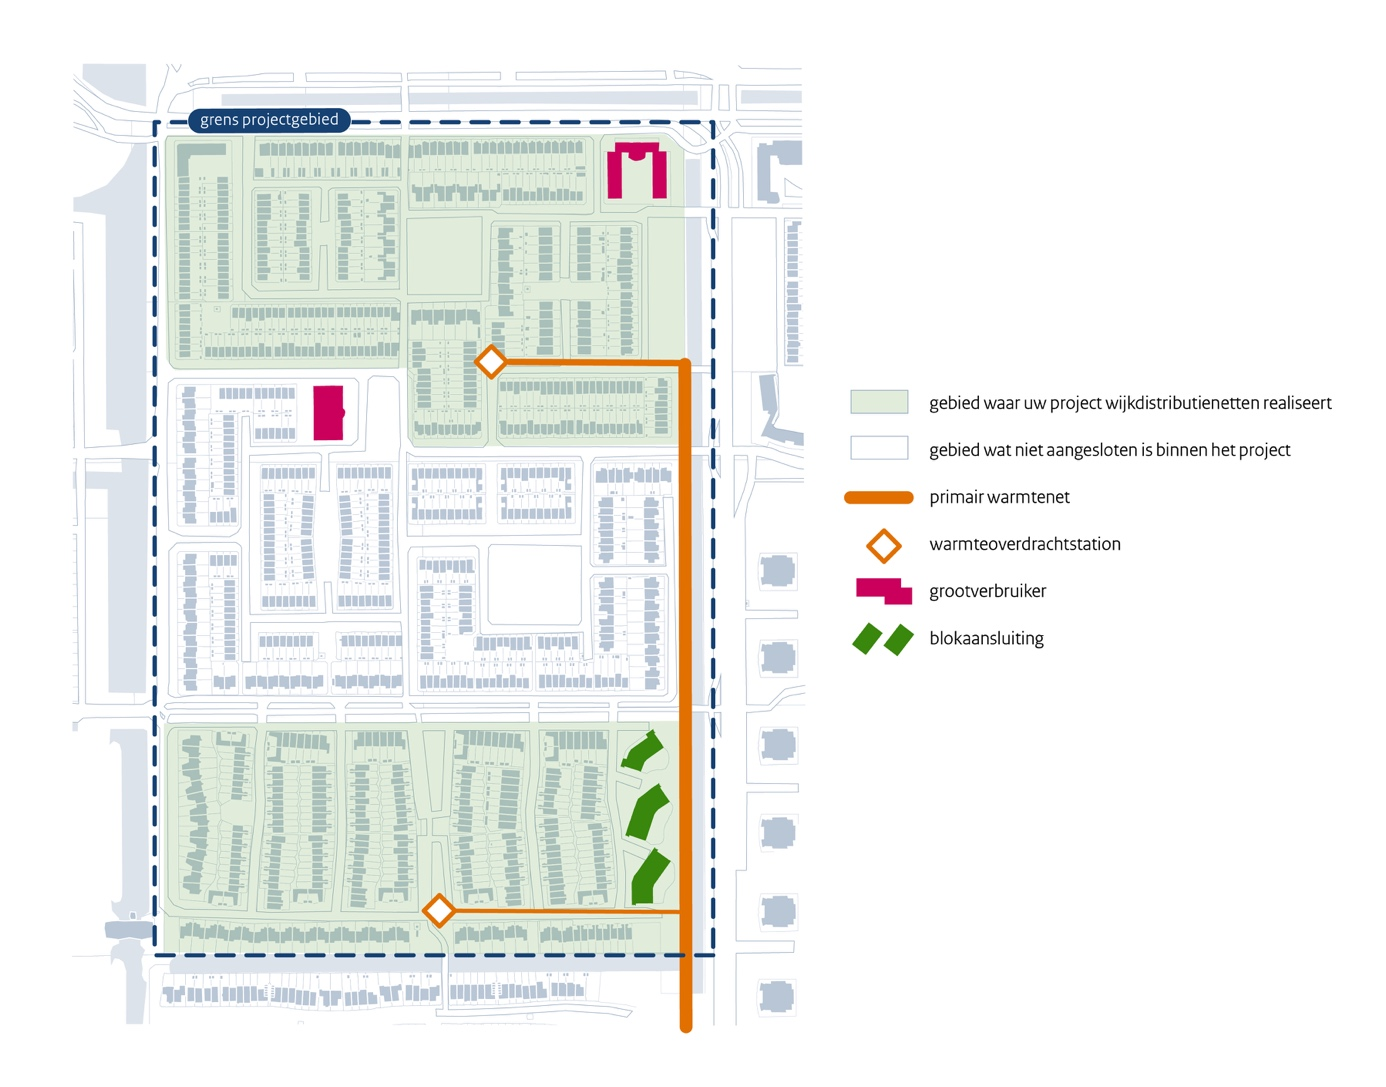 grens projectgebied
gebied waar uw project wijkdistributienetten realiseert
gebied wat niet aangesloten is binnen het project
primair warmtenet
warmteoverdrachtstation
grootverbruiker
blokaansluiting